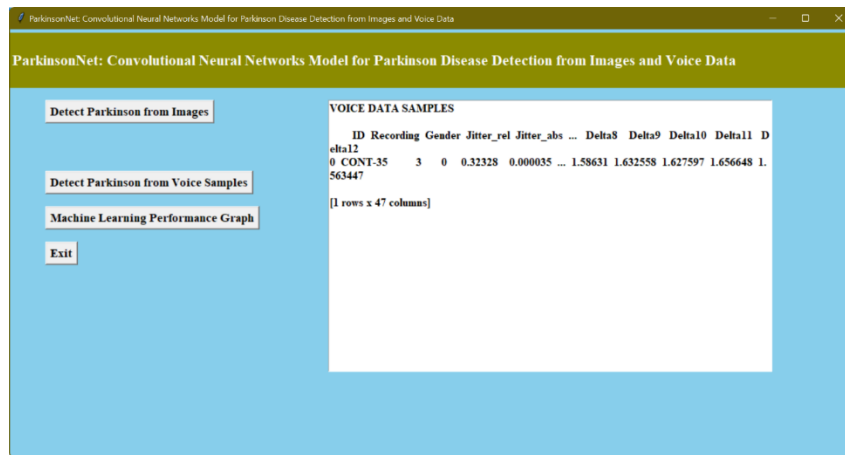 ParkinsonNet: Convolutional Neural Networks Model for Parkinson Disease Detection from Images and Voice Data
ParkinsonNet: Convolutional Neural Networks Model for Parkinson Disease Detection from Images and Voice Data
Detect Parkinson from Images
Detect Parkinson from Voice Samples
Machine Learning Performance Graph
Exit
VOICE DATA SAMPLES
ID Recording Gender Jitter_rel Jitter_abs ... Delta8 Delta9 Delta10 Delta11 D
elta12
0 CONT-35 3 0 0.32328 0.000035 ... 1.58631 1.632558 1.627597 1.656648 1.
563447
[1 rows x 47 columns]